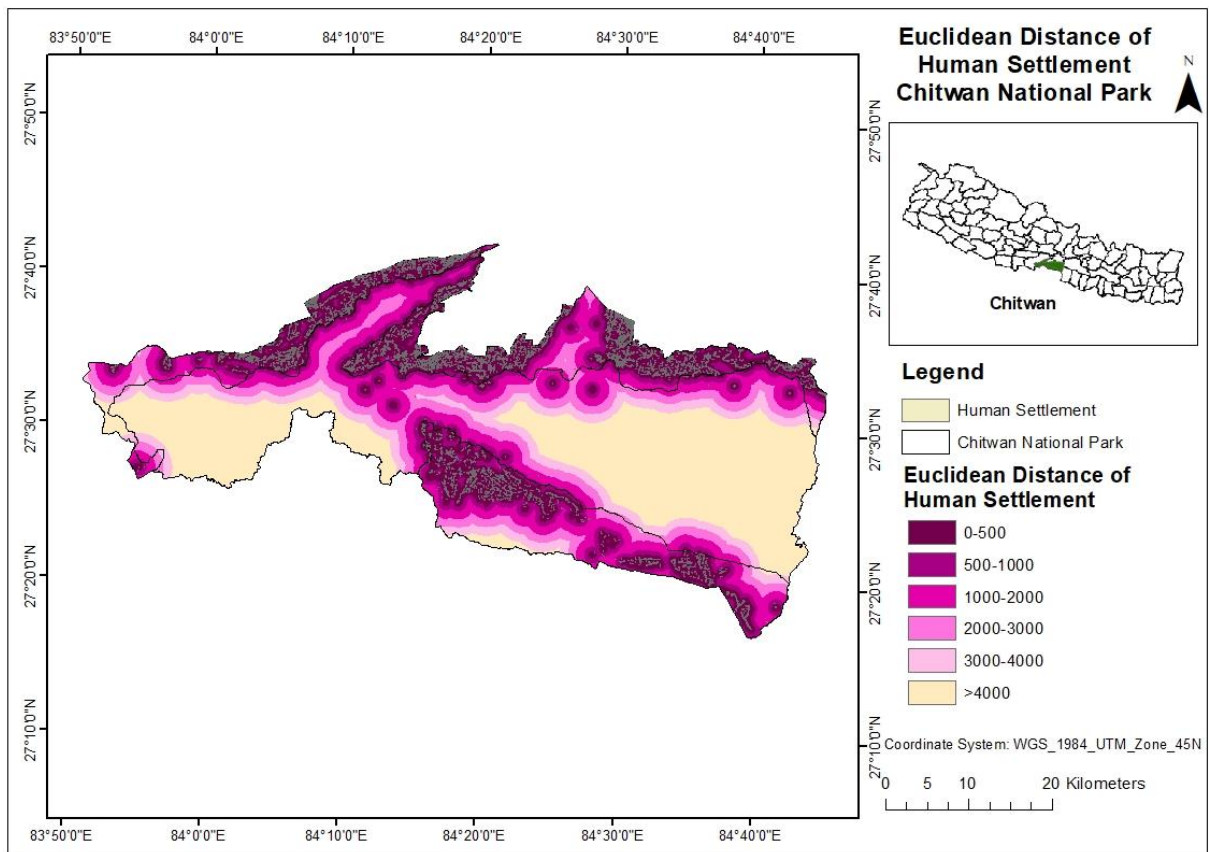 83°50'0"E
84°0'0"E
84°10'0"E
84°20'0"E
84°30'0"E
84°40'0"E
27°50'0"N
27°40'0"N
27°30'0"N
27°20'0"N
27°10'0"N
27°50'0"N
27°40'0"N
27°30'0"N
27°20'0"N
27°10'0"N
83°50'0"E
84°0'0"E
84°10'0"E
84°20'0"E
84°30'0"E
84°40'0"E
Euclidean Distance of
Human Settlement
Chitwan National Park
N
Chitwan
Legend
Human Settlement
Chitwan National Park
Euclidean Distance of
Human Settlement
0-500
500-1000
1000-2000
2000-3000
3000-4000
>4000
Coordinate System: WGS_1984_UTM_Zone_45N
0 5 10 20 Kilometers